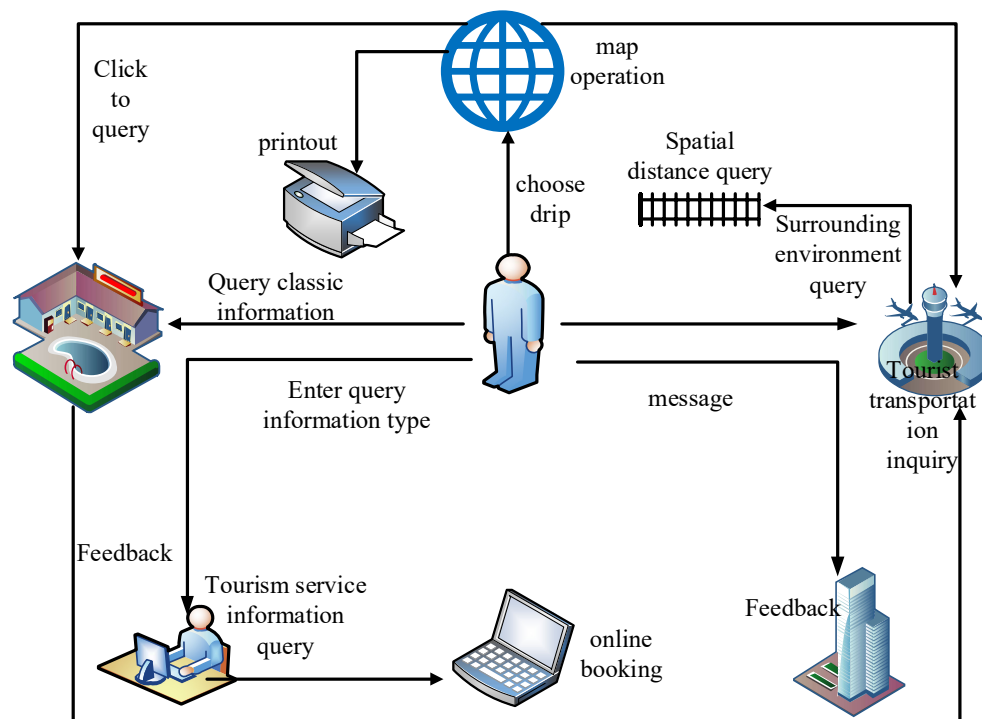 map
operation
Click
to
query
printout
Spatial
distance query
choose
drip
Surrounding
environment
query
Query classic
information
Tourist
transportat
ion
inquiry
Enter query
information type
message
Feedback
Tourism service
information
query
Feedback
online
booking